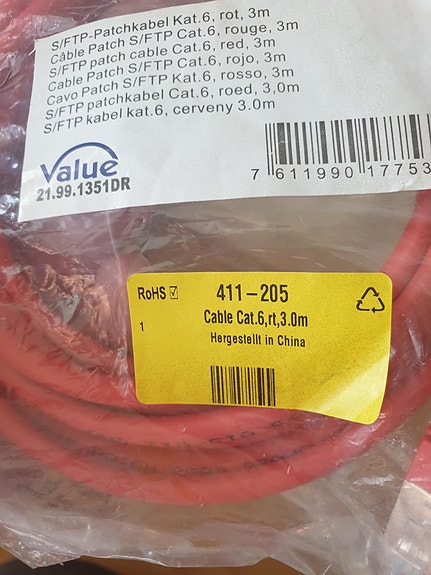 S/FTP-Patchkabel Kat.6, rot, 3m
Câble Patch S/FTP Cat.6, rouge, 3m
S/FTP patch cable Cat.6, red, 3m
Cable Patch S/FTP Cat.6, rojo, 3m
Cavo Patch S/FTP Kat.6, rosso, 3m
S/FTP patchkabel Cat.6, roed, 3,0m
S/FTP kabel kat.6, cerveny 3.0m
Value
21.99.1351DR
7 611990 17753
RoHS ☑
411-205
1
Cable Cat.6,rt,3.0m
Hergestellt in China